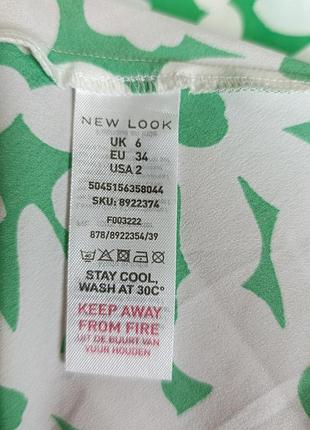 NEW LOOK
UK 6
EU 34
USA 2
5045156358044
SKU: 8922374
F003222
878/8922354/39
STAY COOL,
WASH AT 30C°
KEEP AWAY
FROM FIRE
UIT DE BUURT VAN
VUUR HOUDEN